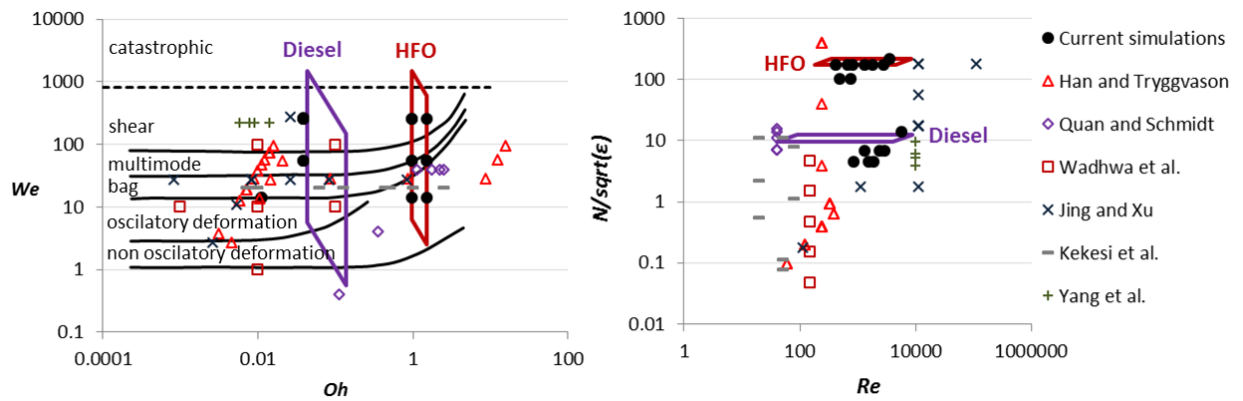 10000
1000
100
10
1
0.1
We
0.0001
0.01
1
100
Oh
catastrophic
Diesel
HFO
shear
multimode
bag
oscilatory deformation
non oscilatory deformation
1000
100
10
1
0.1
0.01
N/sqrt(ε)
1
100
10000
1000000
Re
HFO
Diesel
Current simulations
Han and Tryggvason
Quan and Schmidt
Wadhwa et al.
Jing and Xu
Kekesi et al.
Yang et al.